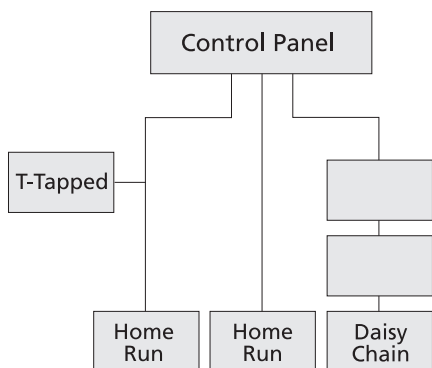 Control Panel
T-Tapped
Home
Run
Home
Run
Daisy
Chain